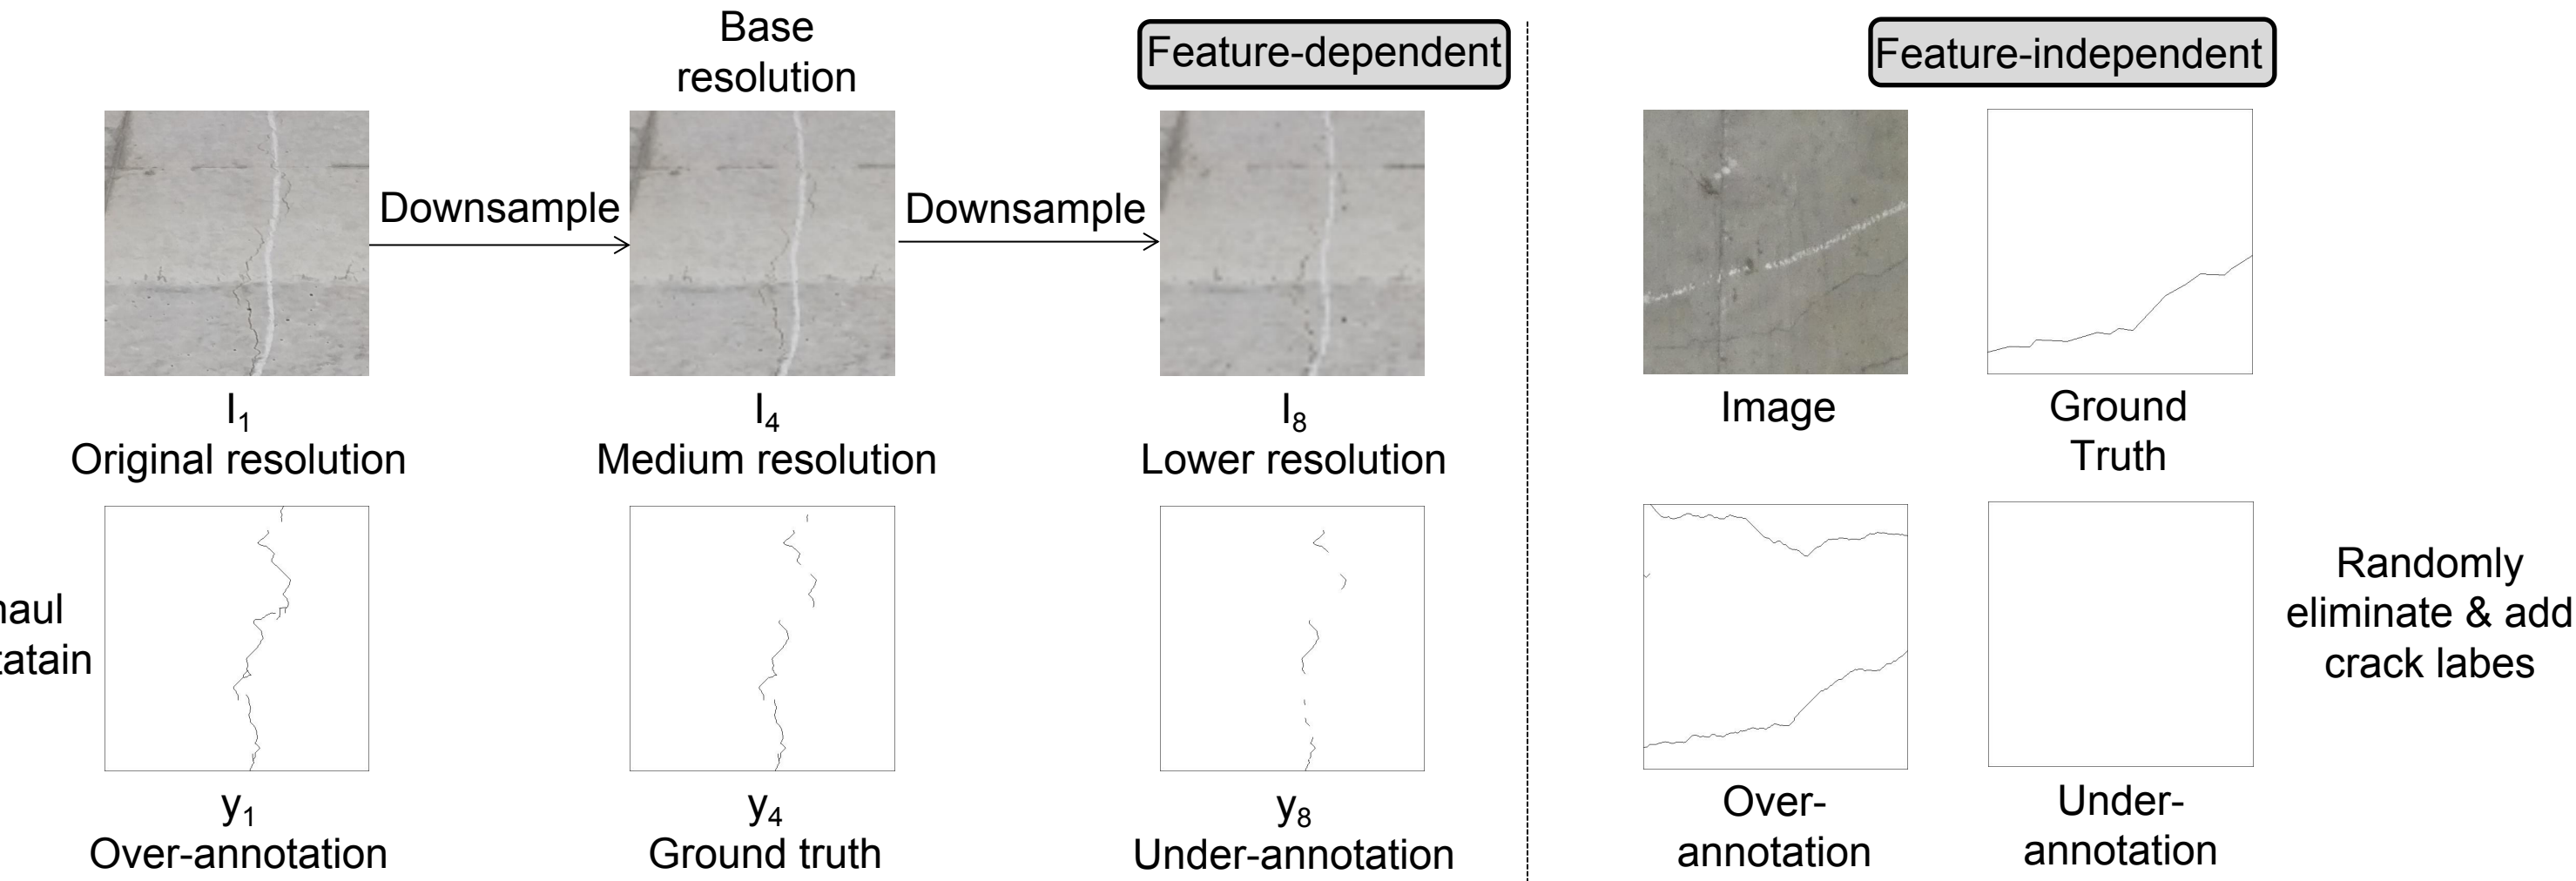 Base
resolution
Feature-dependent
Downsample
Downsample
I1
Original resolution
I4
Medium resolution
I8
Lower resolution
y1
Over-annotation
y4
Ground truth
y8
Under-annotation
Feature-independent
Image
Ground
Truth
Over-
annotation
Under-
annotation
Randomly
eliminate & add
crack labes